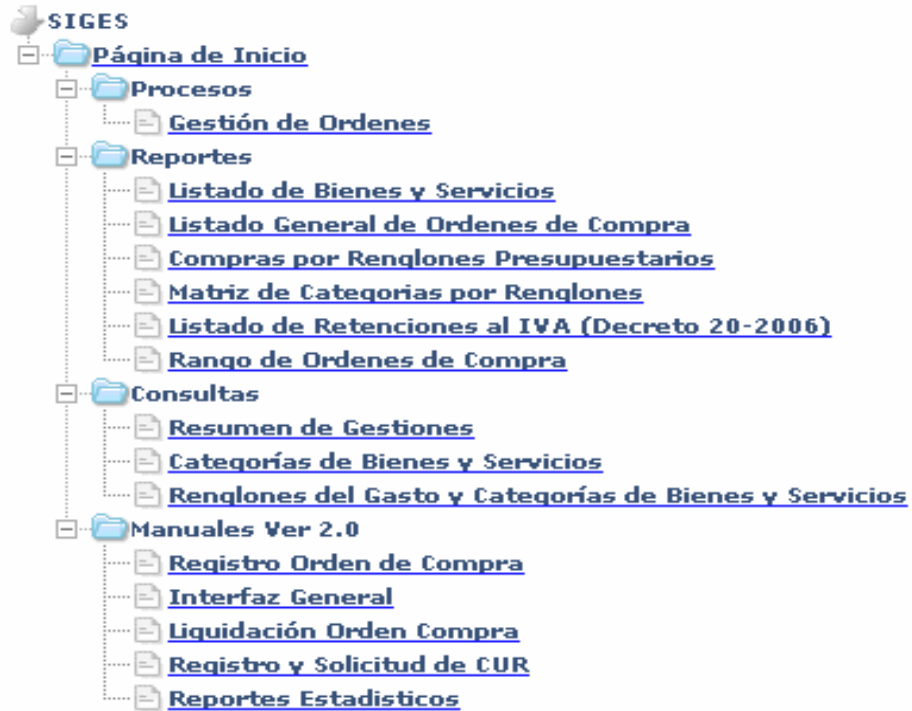 SIGES
Página de Inicio
Procesos
Gestión de Ordenes
Reportes
Listado de Bienes y Servicios
Listado General de Ordenes de Compra
Compras por Renglones Presupuestarios
Matriz de Categorias por Renglones
Listado de Retenciones al IVA (Decreto 20-2006)
Rango de Ordenes de Compra
Consultas
Resumen de Gestiones
Categorías de Bienes y Servicios
Renglones del Gasto y Categorías de Bienes y Servicios
Manuales Ver 2.0
Registro Orden de Compra
Interfaz General
Liquidación Orden Compra
Registro y Solicitud de CUR
Reportes Estadisticos